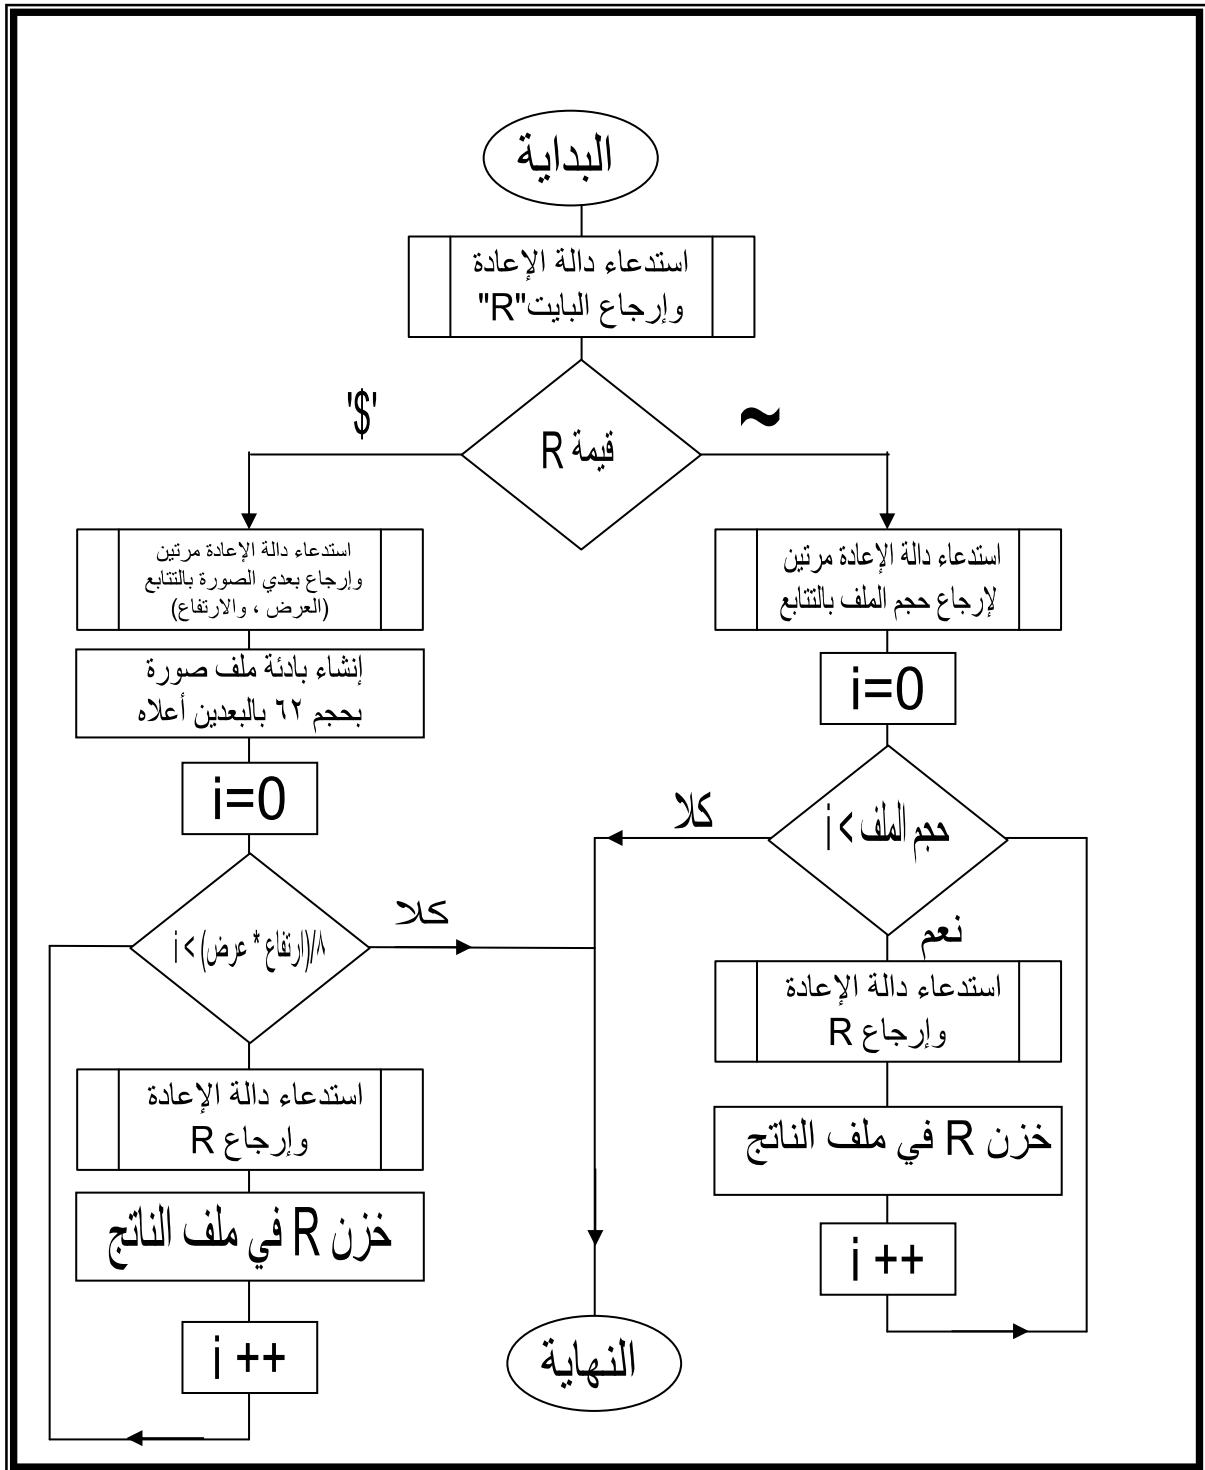 البداية
استدعاء دالة الإعادة
وإرجاع البايت"R"
قيمة R
'$'
~
استدعاء دالة الإعادة مرتين
لإرجاع حجم الملف بالتتابع
i=0
حجم الملف > i
كلا
نعم
استدعاء دالة الإعادة
وإرجاع R
خزن R في ملف الناتج
i ++
استدعاء دالة الإعادة مرتين
وإرجاع بعدي الصورة بالتتابع
(العرض ، والارتفاع)
إنشاء بادئة ملف صورة
بحجم ٦٢ بالبعدين أعلاه
i=0
٨/(ارتفاع * عرض) > i
كلا
استدعاء دالة الإعادة
وإرجاع R
خزن R في ملف الناتج
i ++
النهاية